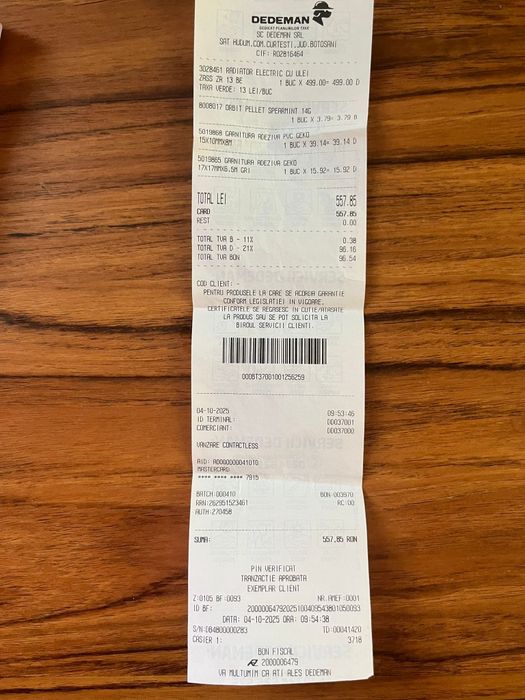 DEDEMAN
DEDICAT PLANURILOR TALE
SC DEDEMAN SRL
SAT HUDUM,COM.CURTESTI,JUD.BOTOSANI
CIF: RO2816464
3028461 RADIATOR ELECTRIC CU ULEI
ZASS ZR 13 BE 1 BUC X 499.00= 499.00 D
TAXA VERDE: 13 LEI/BUC
8008017 ORBIT PELLET SPEARMINT 14G
1 BUC X 3.79= 3.79 B
5019868 GARNITURA ADEZIVA PVC GEKO
15X10MMX8M 1 BUC X 39.14= 39.14 D
5019865 GARNITURA ADEZIVA GEKO
17X17MMX6.5M GRI 1 BUC X 15.92= 15.92 D
TOTAL LEI 557.85
CARD 557.85
REST 0.00
TOTAL TVA B - 11% 0.38
TOTAL TVA D - 21% 96.16
TOTAL TVA BON 96.54
COD CLIENT: -
PENTRU PRODUSELE LA CARE SE ACORDA GARANTIE
CONFORM LEGISLATIEI IN VIGOARE,
CERTIFICATELE SE REGASESC IN CUTIE/ATASATE
LA PRODUS SAU SE POT SOLICITA LA
BIROUL SERVICII CLIENTI.
000BT37001001256259
04-10-2025 09:53:46
ID TERMINAL: DD037001
COMERCIANT: DD037000
VANZARE CONTACTLESS
AID: A0000000041010
MASTERCARD
**** **** **** 7915
BATCH:000410 BON:003970
RRN:262951523461 RC:00
AUTH:270458
SUMA: 557.85 RON
PIN VERIFICAT
TRANZACTIE APROBATA
EXEMPLAR CLIENT
Z:0105 BF:0093 NR.AMEF:0001
ID BF: 20000064792025100409543801050093
DATA: 04-10-2025 ORA: 09:54:38
S/N:DB4800000283 TD:00041420
CASIER 1: 3718
BON FISCAL
2000006479
VA MULTUMIM CA ATI ALES DEDEMAN